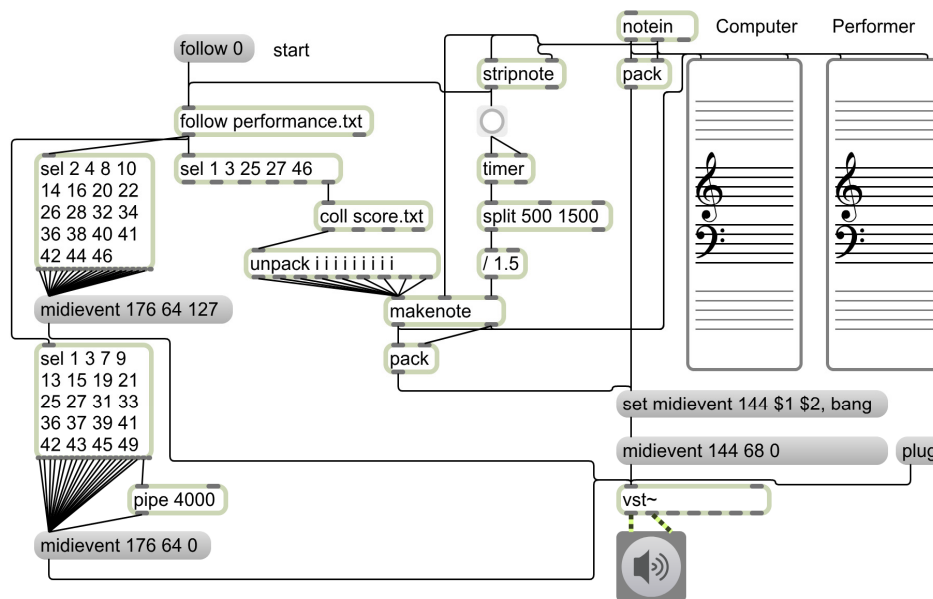 notein
Computer
Performer
follow 0
start
stripnote
pack
follow performance.txt
sel 2 4 8 10
14 16 20 22
26 28 32 34
36 38 40 41
42 44 46
sel 1 3 25 27 46
timer
coll score.txt
split 500 1500
unpack i i i i i i i i i
/ 1.5
midievent 176 64 127
makenote
sel 1 3 7 9
13 15 19 21
25 27 31 33
36 37 39 41
42 43 45 49
pack
set midievent 144 $1 $2, bang
midievent 144 68 0
plug
pipe 4000
vst~
midievent 176 64 0